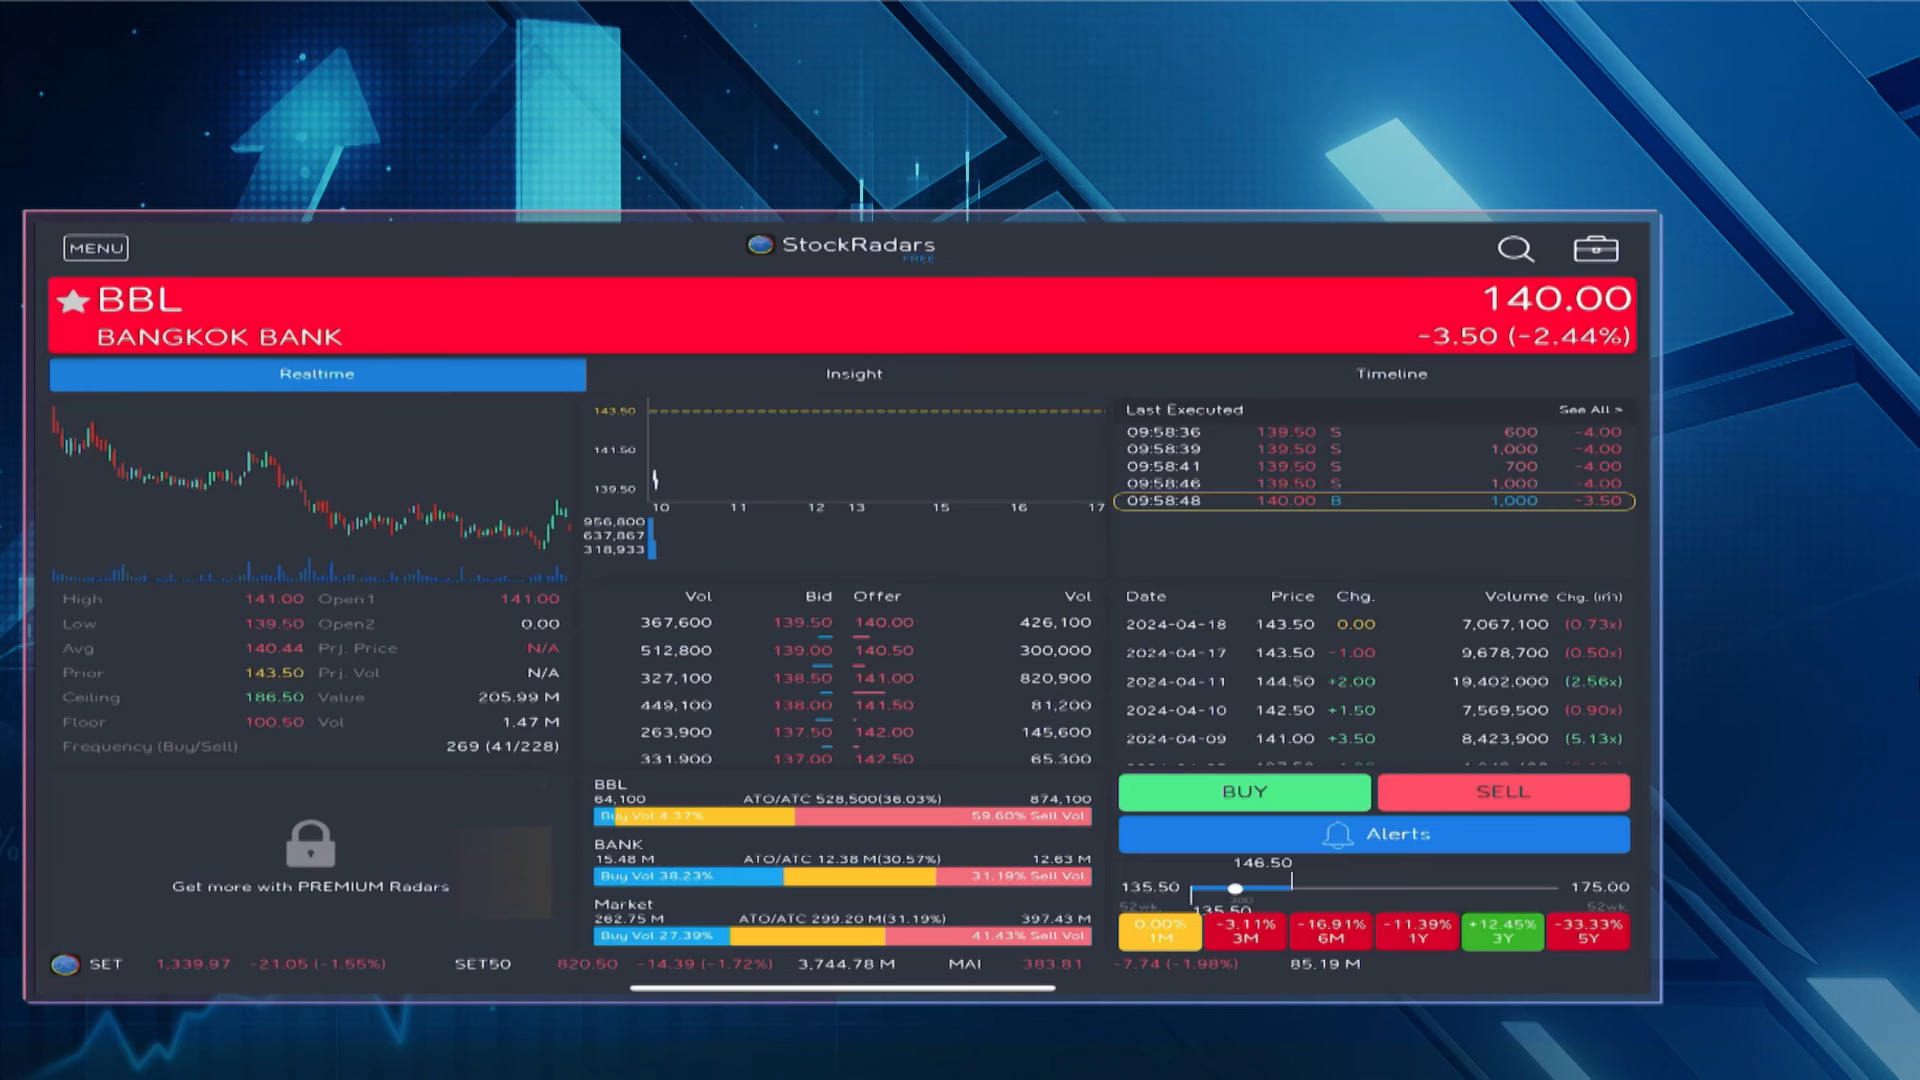 MENU
StockRadars
FREE
BBL
140.00
BANGKOK BANK
-3.50 (-2.44%)
Realtime Insight Timeline
143.50
141.50
139.50
10 11 12 13 15 16 17
956,800
637,867
318,933
Last Executed See All >
09:58:36 139.50 S 600 -4.00
09:58:39 139.50 S 1,000 -4.00
09:58:41 139.50 S 700 -4.00
09:58:46 139.50 S 1,000 -4.00
09:58:48 140.00 B 1,000 -3.50
High 141.00 Open1 141.00
Low 139.50 Open2 0.00
Avg 140.44 Prj. Price N/A
Prior 143.50 Prj. Vol N/A
Ceiling 186.50 Value 205.99 M
Floor 100.50 Vol 1.47 M
Frequency (Buy/Sell) 269 (41/228)
Vol Bid Offer Vol
367,600 139.50 140.00 426,100
512,800 139.00 140.50 300,000
327,100 138.50 141.00 820,900
449,100 138.00 141.50 81,200
263,900 137.50 142.00 145,600
331,900 137.00 142.50 65,300
Date Price Chg. Volume Chg. (เท่า)
2024-04-18 143.50 0.00 7,067,100 (0.73x)
2024-04-17 143.50 -1.00 9,678,700 (0.50x)
2024-04-11 144.50 +2.00 19,402,000 (2.56x)
2024-04-10 142.50 +1.50 7,569,500 (0.90x)
2024-04-09 141.00 +3.50 8,423,900 (5.13x)
Get more with PREMIUM Radars
BBL
64,100 ATO/ATC 528,500(36.03%) 874,100
Buy Vol 4.37% 59.60% Sell Vol
BANK
15.48 M ATO/ATC 12.38 M(30.57%) 12.63 M
Buy Vol 38.23% 31.19% Sell Vol
Market
262.75 M ATO/ATC 299.20 M(31.19%) 397.43 M
Buy Vol 27.39% 41.43% Sell Vol
BUY SELL
Alerts
146.50
135.50 175.00
52wk. 30D 52wk.
135.50
0.00% -3.11% -16.91% -11.39% +12.45% -33.33%
1M 3M 6M 1Y 3Y 5Y
SET 1,339.97 -21.05 (-1.55%) SET50 820.50 -14.39 (-1.72%) 3,744.78 M MAI 383.81 -7.74 (-1.98%) 85.19 M